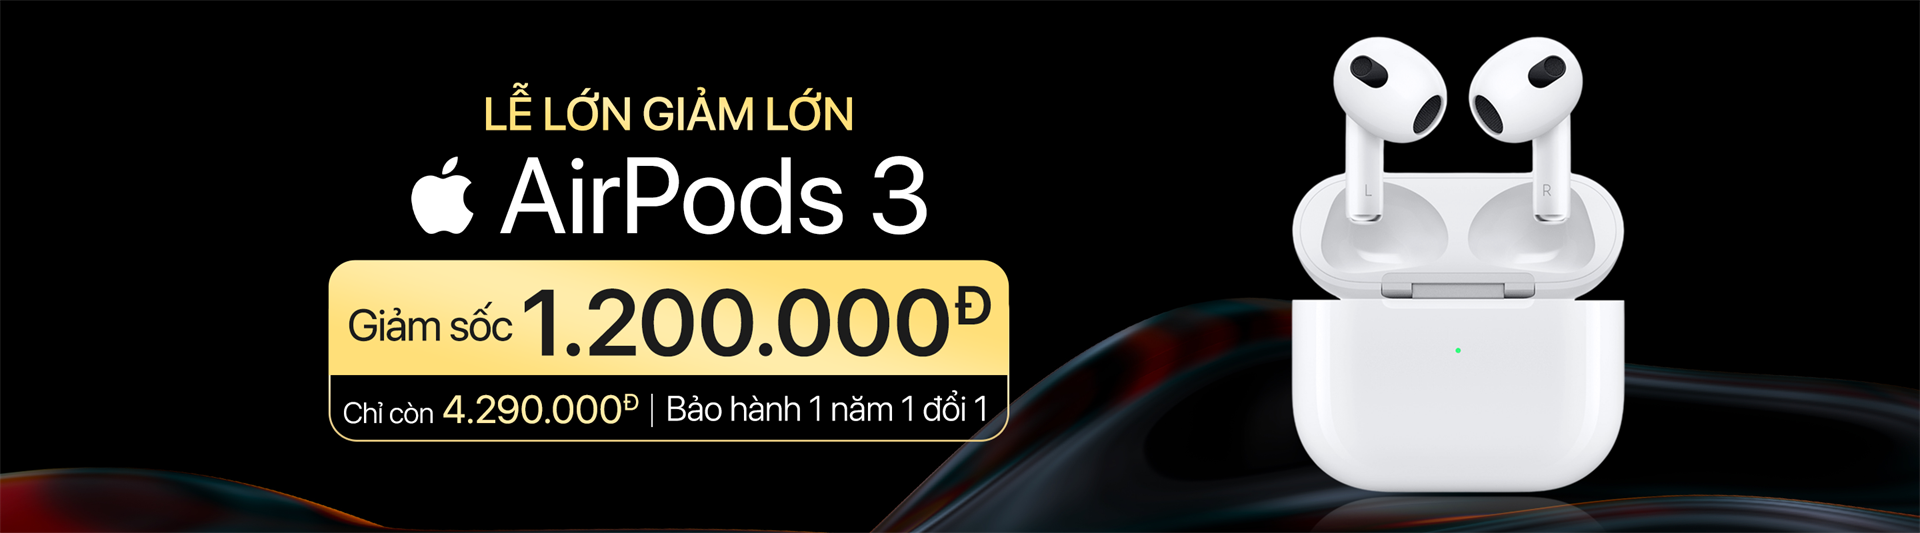 LỄ LỚN GIẢM LỚN
AirPods 3
Giảm sốc 1.200.000Đ
Chỉ còn 4.290.000Đ | Bảo hành 1 năm 1 đổi 1
L R